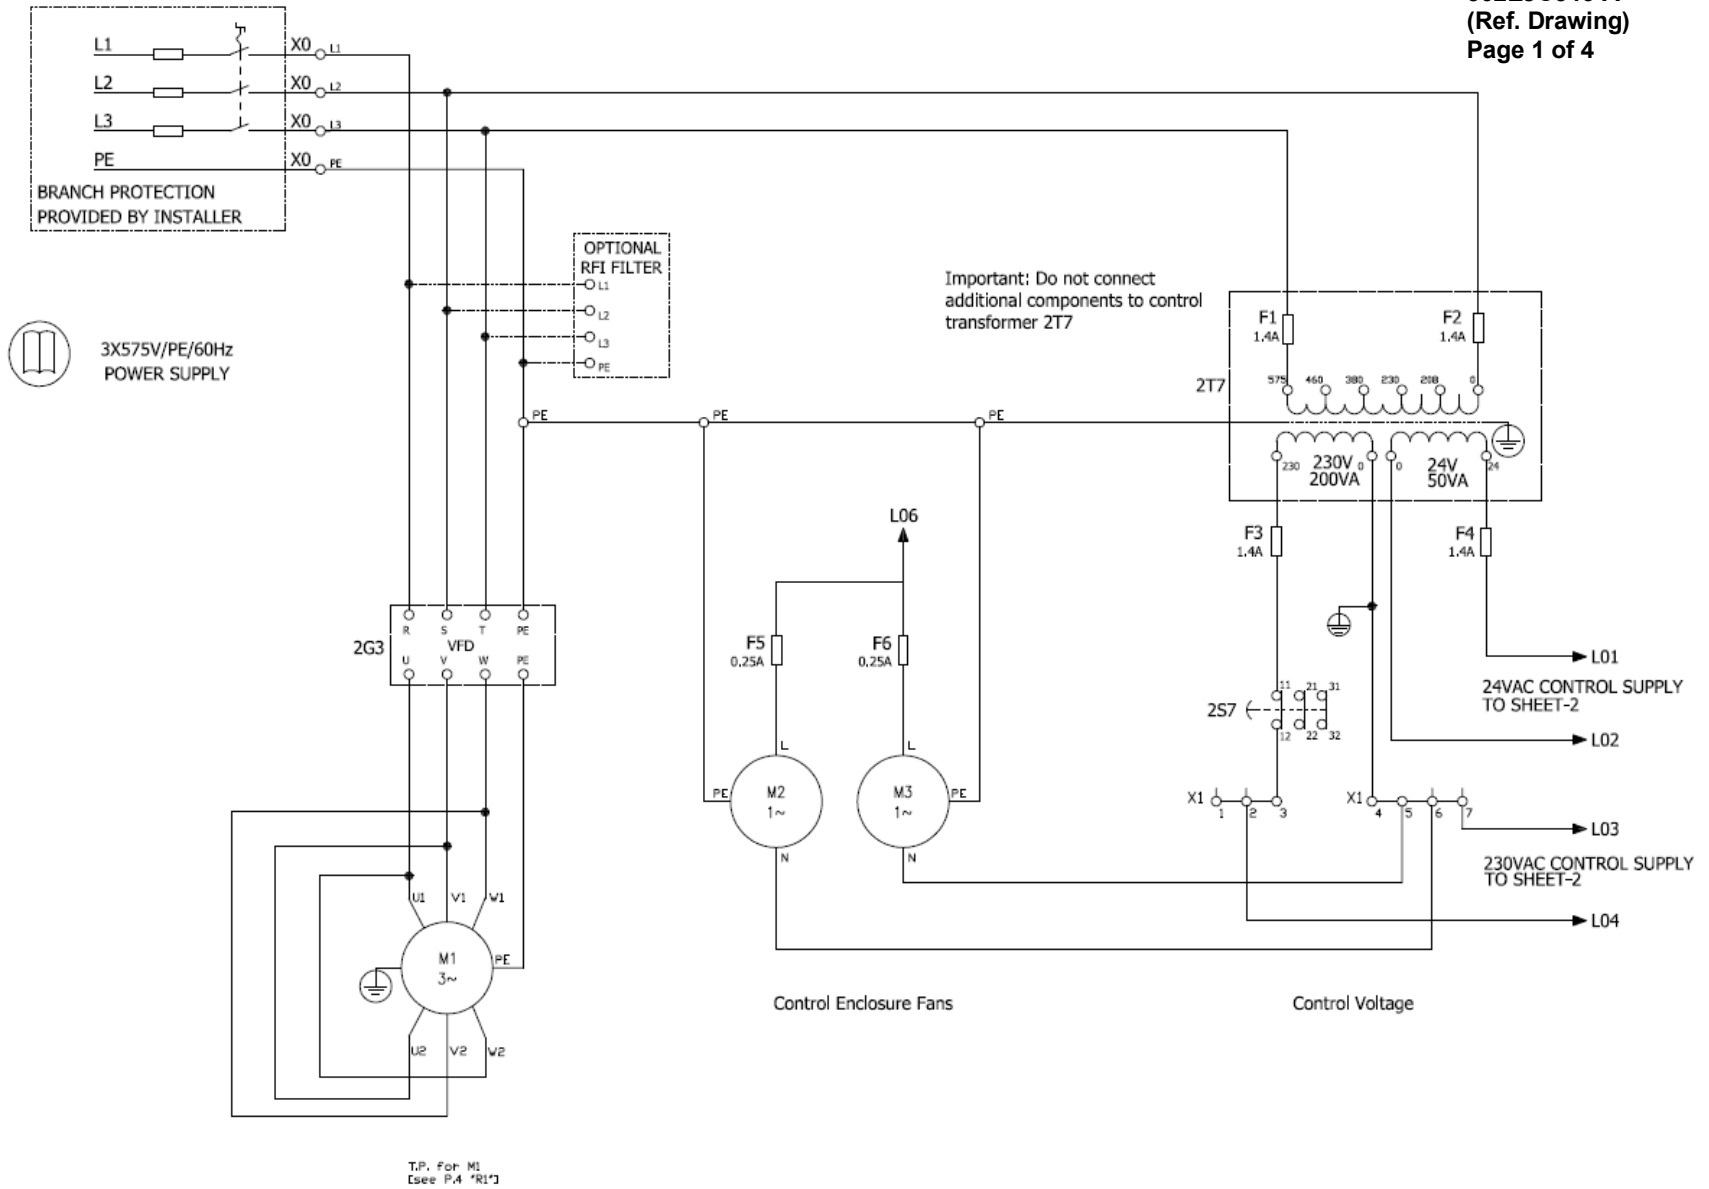 (Ref. Drawing)
Page 1 of 4
L1
X0
L1
L2
X0
L2
L3
X0
L3
PE
X0
PE
BRANCH PROTECTION
PROVIDED BY INSTALLER
OPTIONAL
RFI FILTER
L1
L2
L3
PE
Important: Do not connect
additional components to control
transformer 2T7
3X575V/PE/60Hz
POWER SUPPLY
F1
1.4A
F2
1.4A
2T7
575 460 380 230 208 0
PE
PE
PE
230 230V 0
200VA
0 24V 24
50VA
L06
F3
1.4A
F4
1.4A
F5
0.25A
F6
0.25A
2G3
R S T PE
VFD
U V W PE
L01
24VAC CONTROL SUPPLY
TO SHEET-2
L02
2S7
11 21 31
12 22 32
L
L
PE
M2
1~
M3
1~
PE
N
N
X1
1 2 3
X1
4 5 6 7
L03
230VAC CONTROL SUPPLY
TO SHEET-2
L04
U1 V1 W1
M1
3~
PE
U2 V2 W2
Control Enclosure Fans
Control Voltage
T.P. for M1
[see P.4 "R1"]